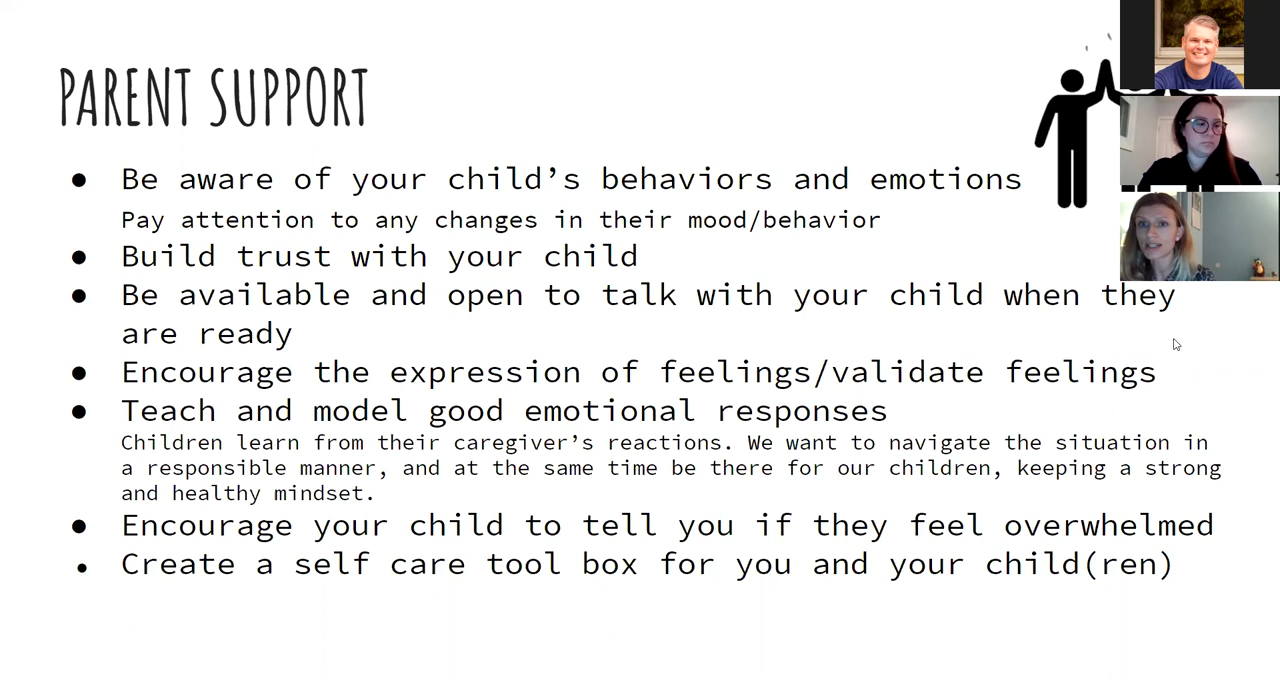 PARENT SUPPORT
● Be aware of your child’s behaviors and emotions
Pay attention to any changes in their mood/behavior
● Build trust with your child
● Be available and open to talk with your child when they
are ready
● Encourage the expression of feelings/validate feelings
● Teach and model good emotional responses
Children learn from their caregiver’s reactions. We want to navigate the situation in
a responsible manner, and at the same time be there for our children, keeping a strong
and healthy mindset.
● Encourage your child to tell you if they feel overwhelmed
● Create a self care tool box for you and your child(ren)